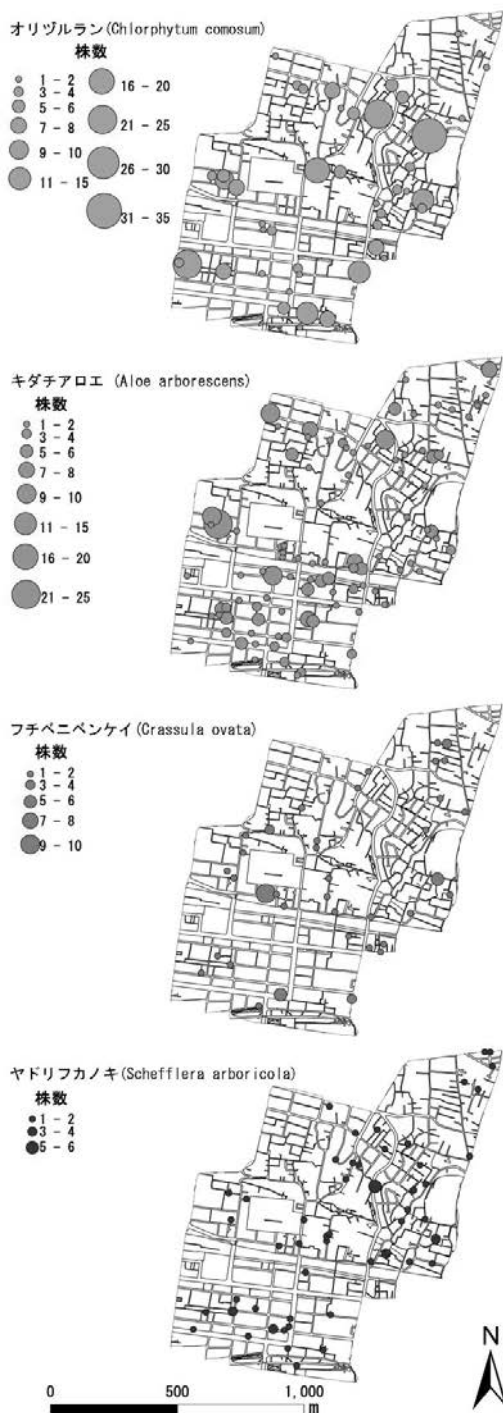 オリヅルラン(Chlorphytum comosum)
株数
1 - 2
3 - 4
5 - 6
7 - 8
9 - 10
11 - 15
16 - 20
21 - 25
26 - 30
31 - 35
キダチアロエ (Aloe arborescens)
株数
1 - 2
3 - 4
5 - 6
7 - 8
9 - 10
11 - 15
16 - 20
21 - 25
フチベニベンケイ(Crassula ovata)
株数
1 - 2
3 - 4
5 - 6
7 - 8
9 - 10
ヤドリフカノキ(Schefflera arboricola)
株数
1 - 2
3 - 4
5 - 6
N
0 500 1,000
m